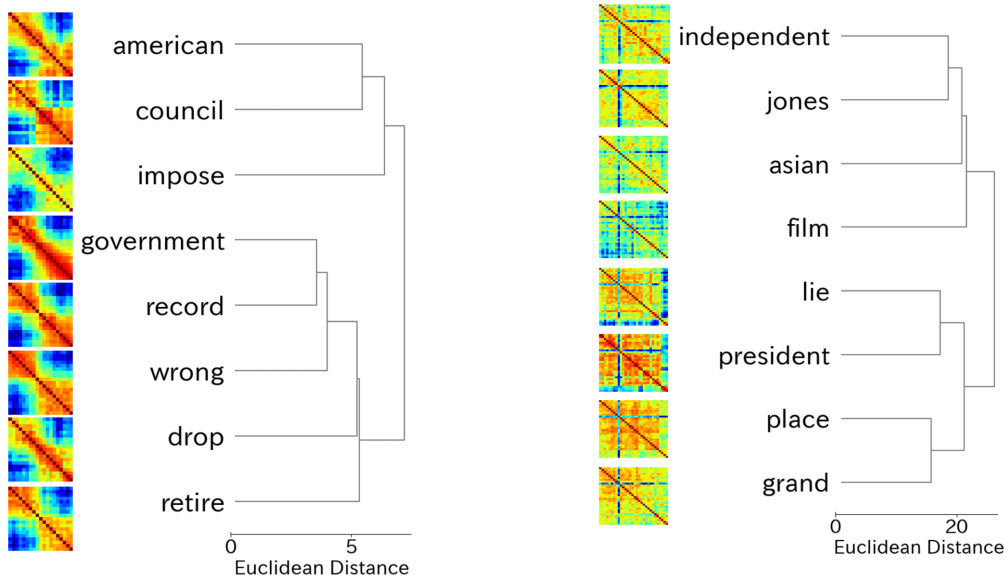 american
council
impose
government
record
wrong
drop
retire
0 5
Euclidean Distance
independent
jones
asian
film
lie
president
place
grand
0 20
Euclidean Distance